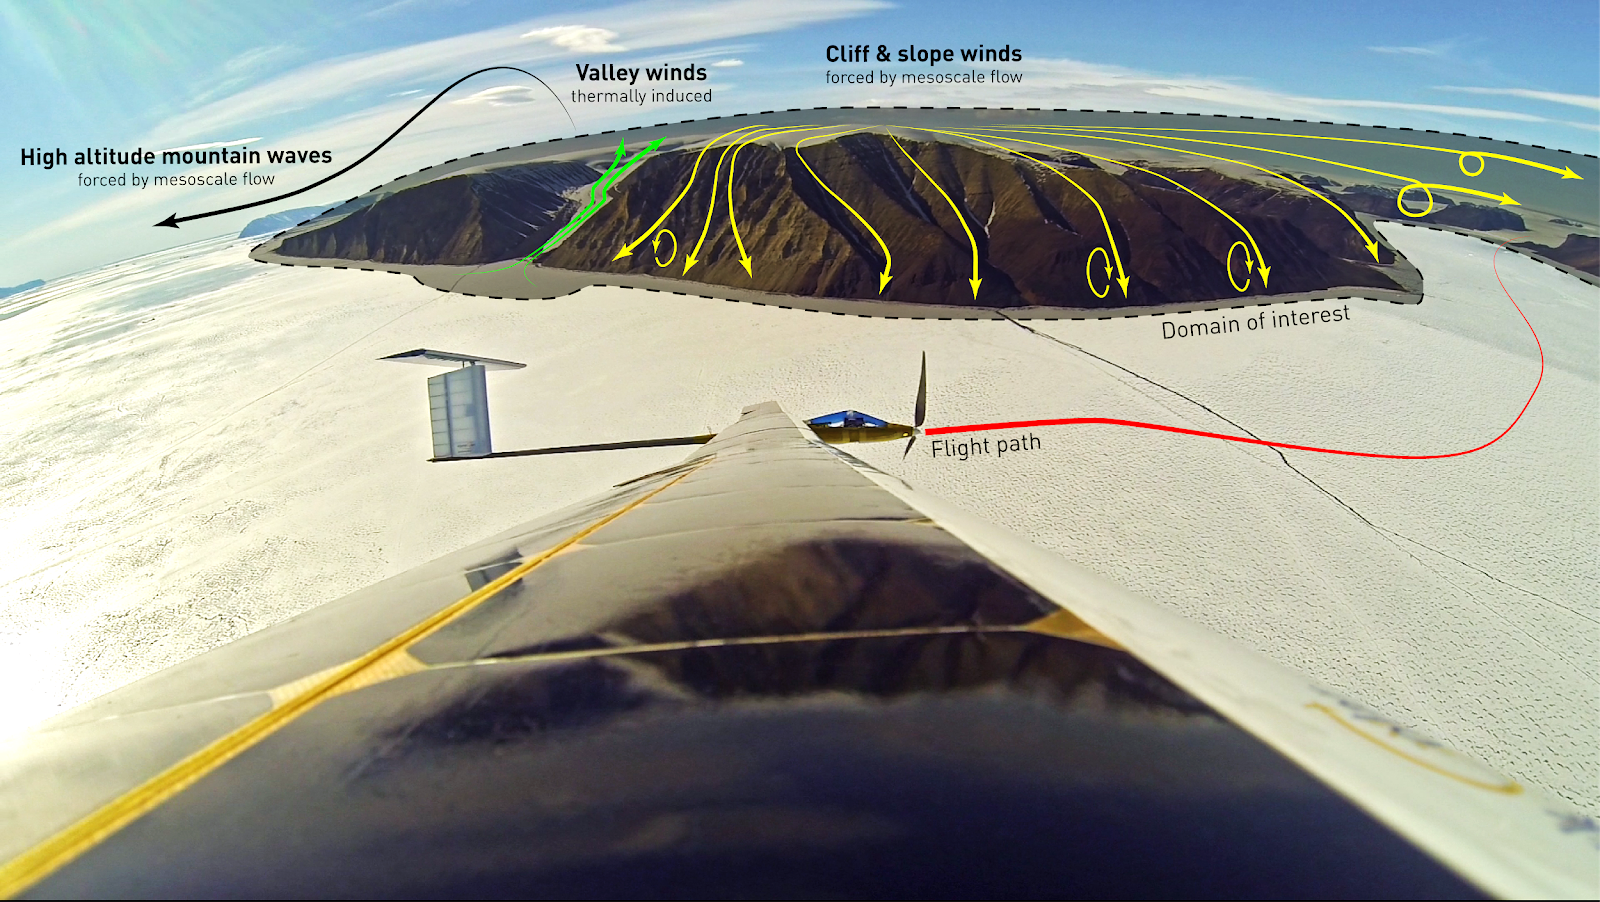 Cliff & slope winds
forced by mesoscale flow
Valley winds
thermally induced
High altitude mountain waves
forced by mesoscale flow
Domain of interest
Flight path